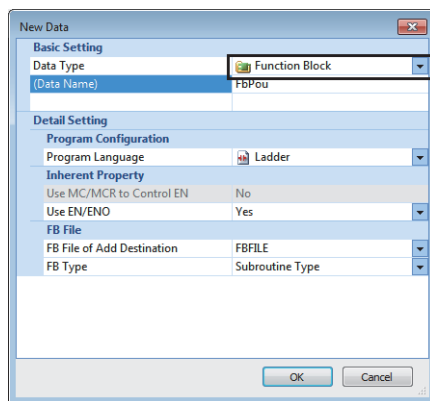 New Data
Basic Setting
Data Type Function Block
(Data Name) FbPou
Detail Setting
Program Configuration
Program Language Ladder
Inherent Property
Use MC/MCR to Control EN No
Use EN/ENO Yes
FB File
FB File of Add Destination FBFILE
FB Type Subroutine Type
OK Cancel